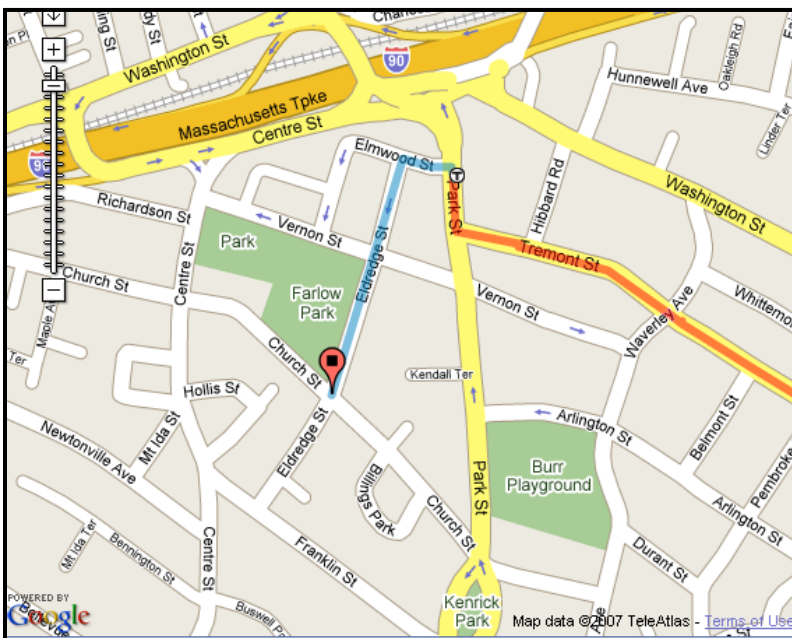 Washington St
90
Hunnewell Ave
Oakleigh Rd
Linder Ter
Massachusetts Tpke
Centre St
Elmwood St
Park St
Hibbard Rd
Washington St
Richardson St
Park
Vernon St
Eldredge St
Tremont St
Centre St
Church St
Farlow Park
Vernon St
Waverley Ave
Maple
Church St
Kendall Ter
Hollis St
Arlington St
Belmont St
Newtonville Ave
Mt Ida St
Eldredge St
Billings Park
Park St
Burr Playground
Pembroke
Church St
Arlington St
Mt Ida Ter
Bennington St
Centre St
Franklin St
Durant St
Kenrick Park
POWERED BY
Google
Map data ©2007 TeleAtlas - Terms of Use